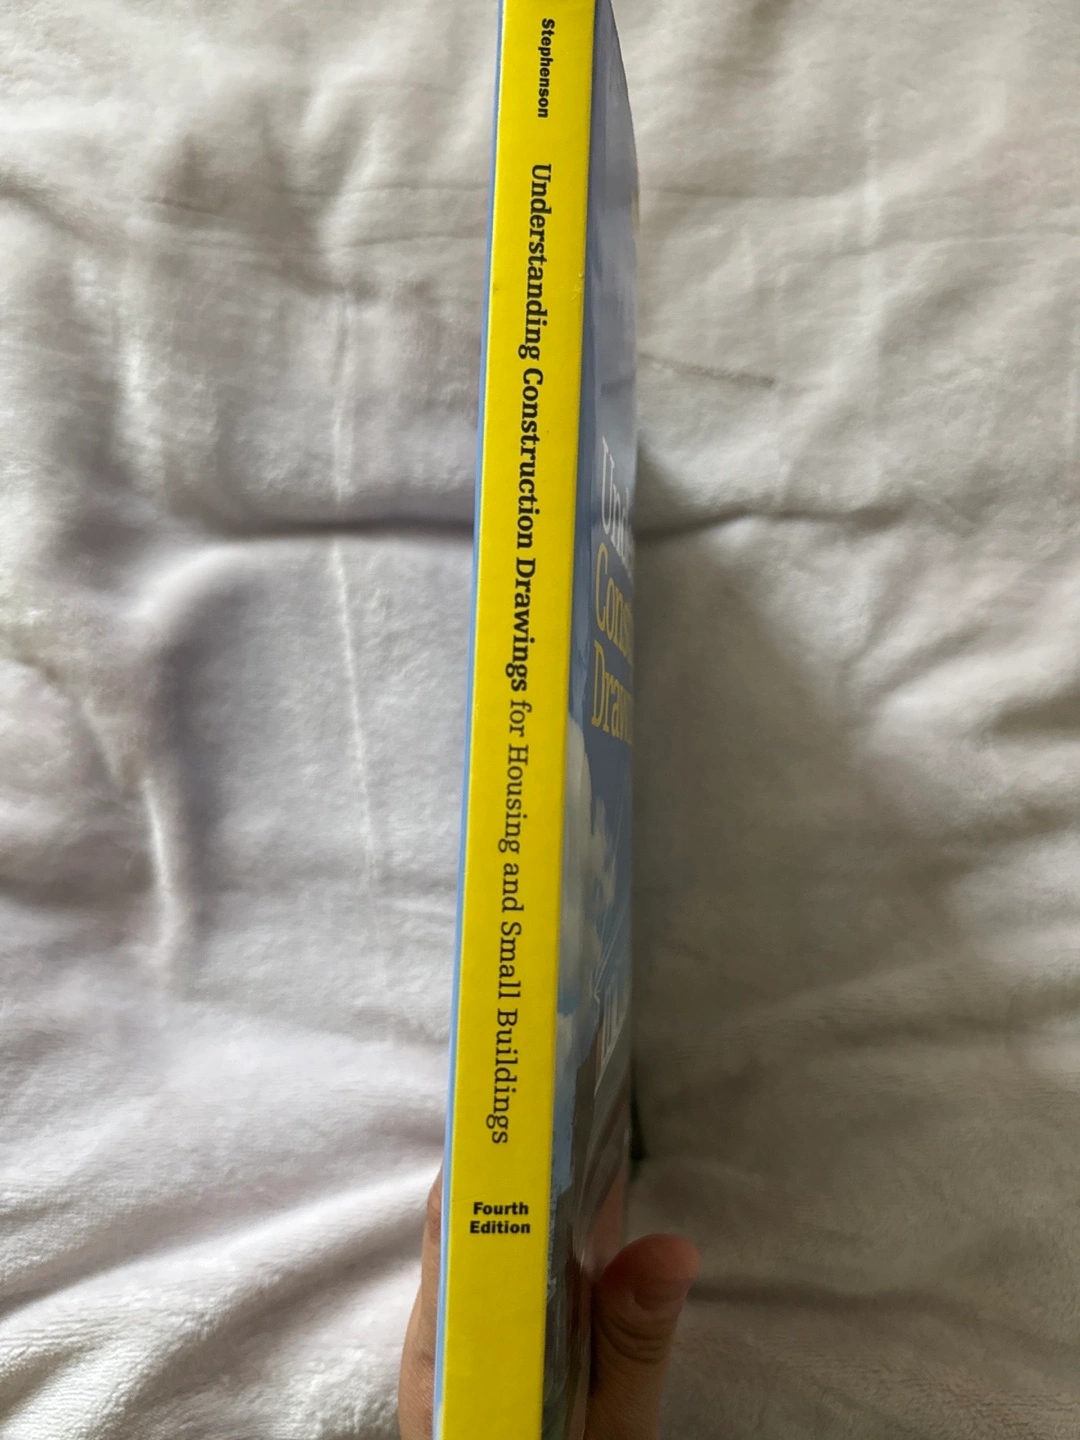 Stephenson
Understanding Construction Drawings for Housing and Small Buildings
Fourth
Edition